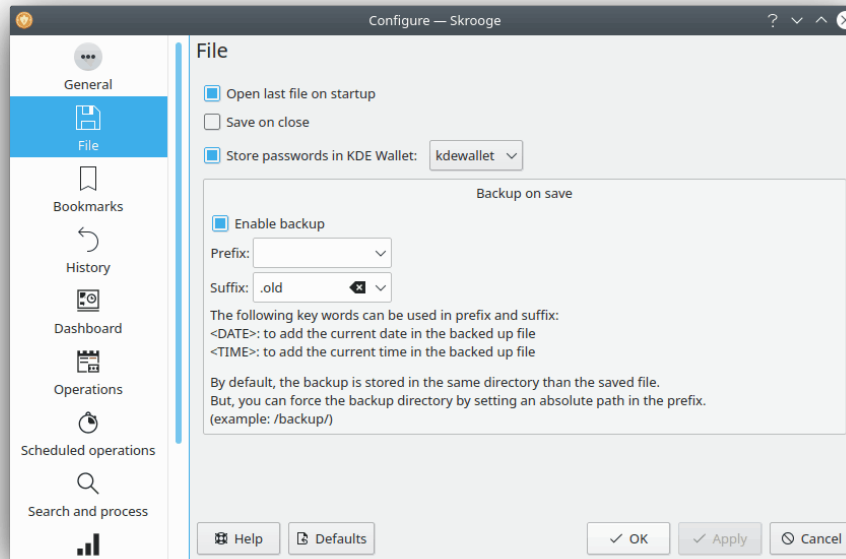 Configure — Skrooge
General
File
Bookmarks
History
Dashboard
Operations
Scheduled operations
Search and process
File
Open last file on startup
Save on close
Store passwords in KDE Wallet: kdewallet
Backup on save
Enable backup
Prefix:
Suffix: .old
The following key words can be used in prefix and suffix:
<DATE>: to add the current date in the backed up file
<TIME>: to add the current time in the backed up file
By default, the backup is stored in the same directory than the saved file.
But, you can force the backup directory by setting an absolute path in the prefix.
(example: /backup/)
Help Defaults OK Apply Cancel